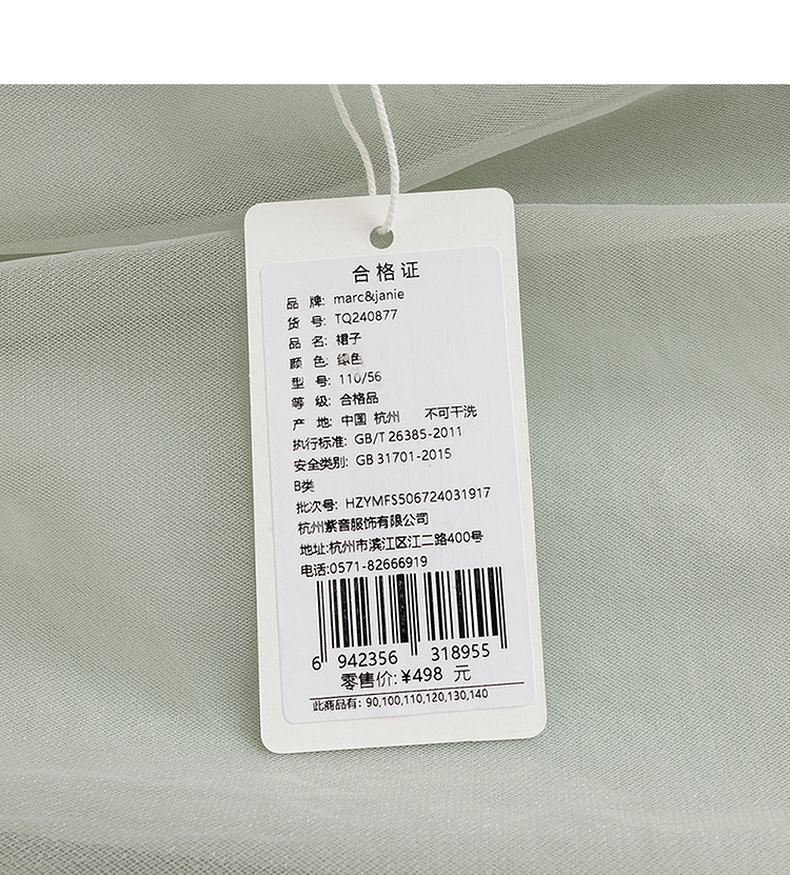 合格证
品 牌: marc&janie
货 号: TQ240877
品 名: 裙子
颜 色: 绿色
型 号: 110/56
等 级: 合格品
产 地: 中国 杭州 不可干洗
执行标准: GB/T 26385-2011
安全类别: GB 31701-2015
B类
批次号: HZYMFS506724031917
杭州紫音服饰有限公司
地址:杭州市滨江区江二路400号
电话:0571-82666919
6 942356 318955
零售价:¥498 元
此商品有: 90,100,110,120,130,140